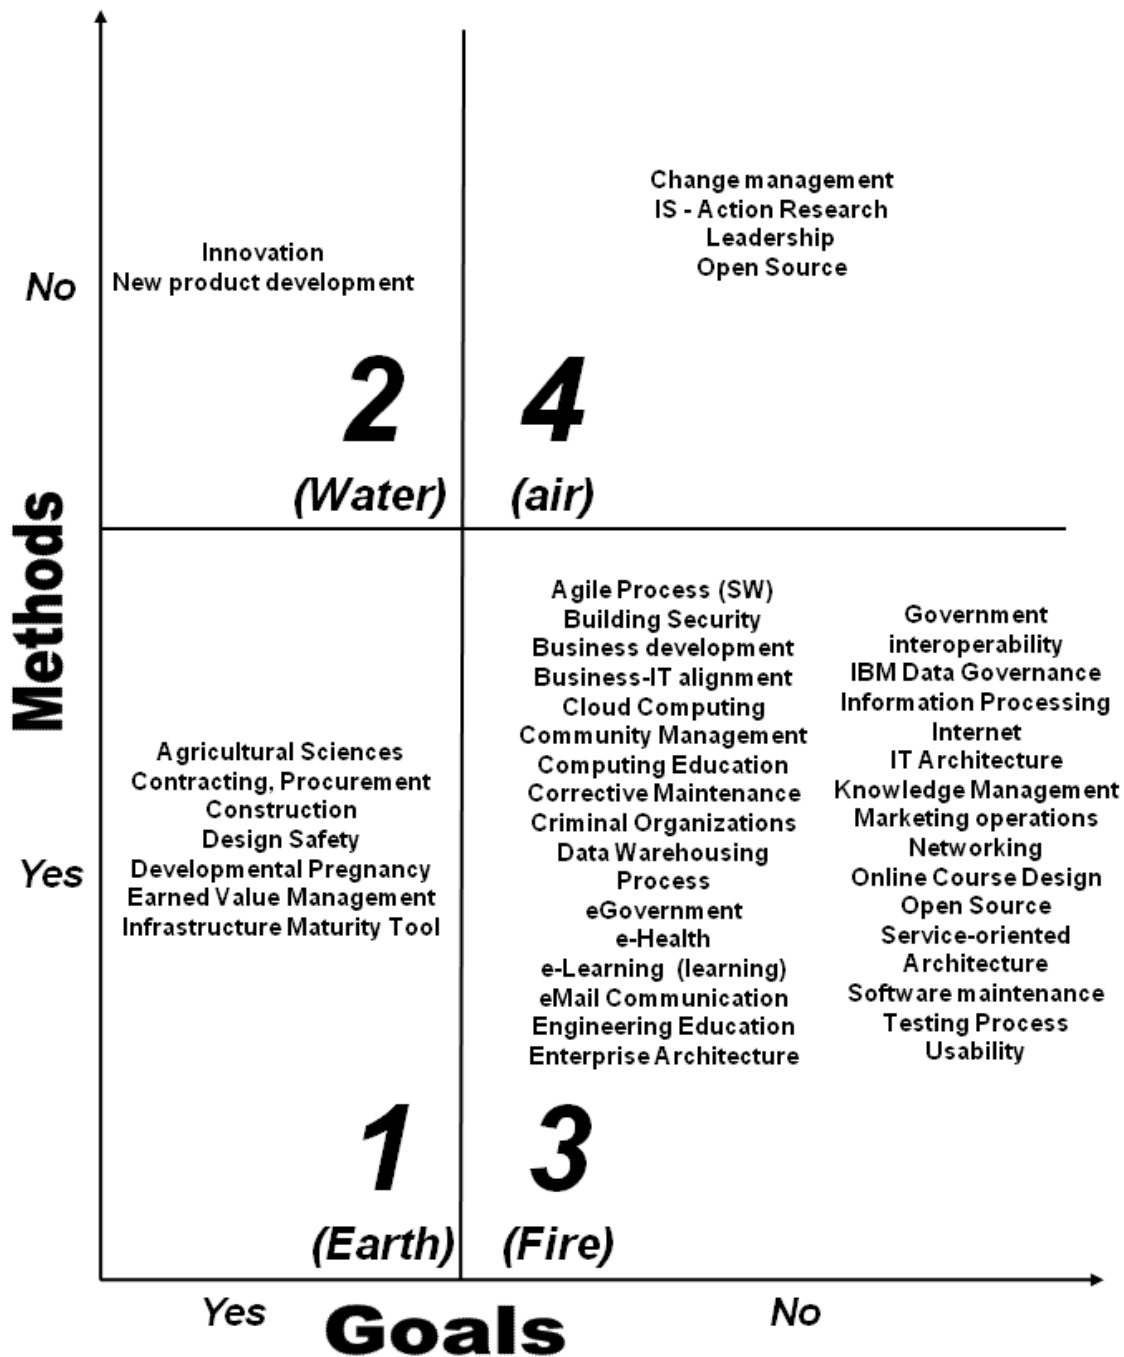 Innovation
New product development
Change management
IS - Action Research
Leadership
Open Source
No
2
(Water)
4
(air)
Methods
Agricultural Sciences
Contracting, Procurement
Construction
Design Safety
Developmental Pregnancy
Earned Value Management
Infrastructure Maturity Tool
Yes
Agile Process (SW)
Building Security
Business development
Business-IT alignment
Cloud Computing
Community Management
Computing Education
Corrective Maintenance
Criminal Organizations
Data Warehousing
Process
eGovernment
e-Health
e-Learning (learning)
eMail Communication
Engineering Education
Enterprise Architecture
Government
interoperability
IBM Data Governance
Information Processing
Internet
IT Architecture
Knowledge Management
Marketing operations
Networking
Online Course Design
Open Source
Service-oriented
Architecture
Software maintenance
Testing Process
Usability
1
(Earth)
3
(Fire)
Yes
Goals
No